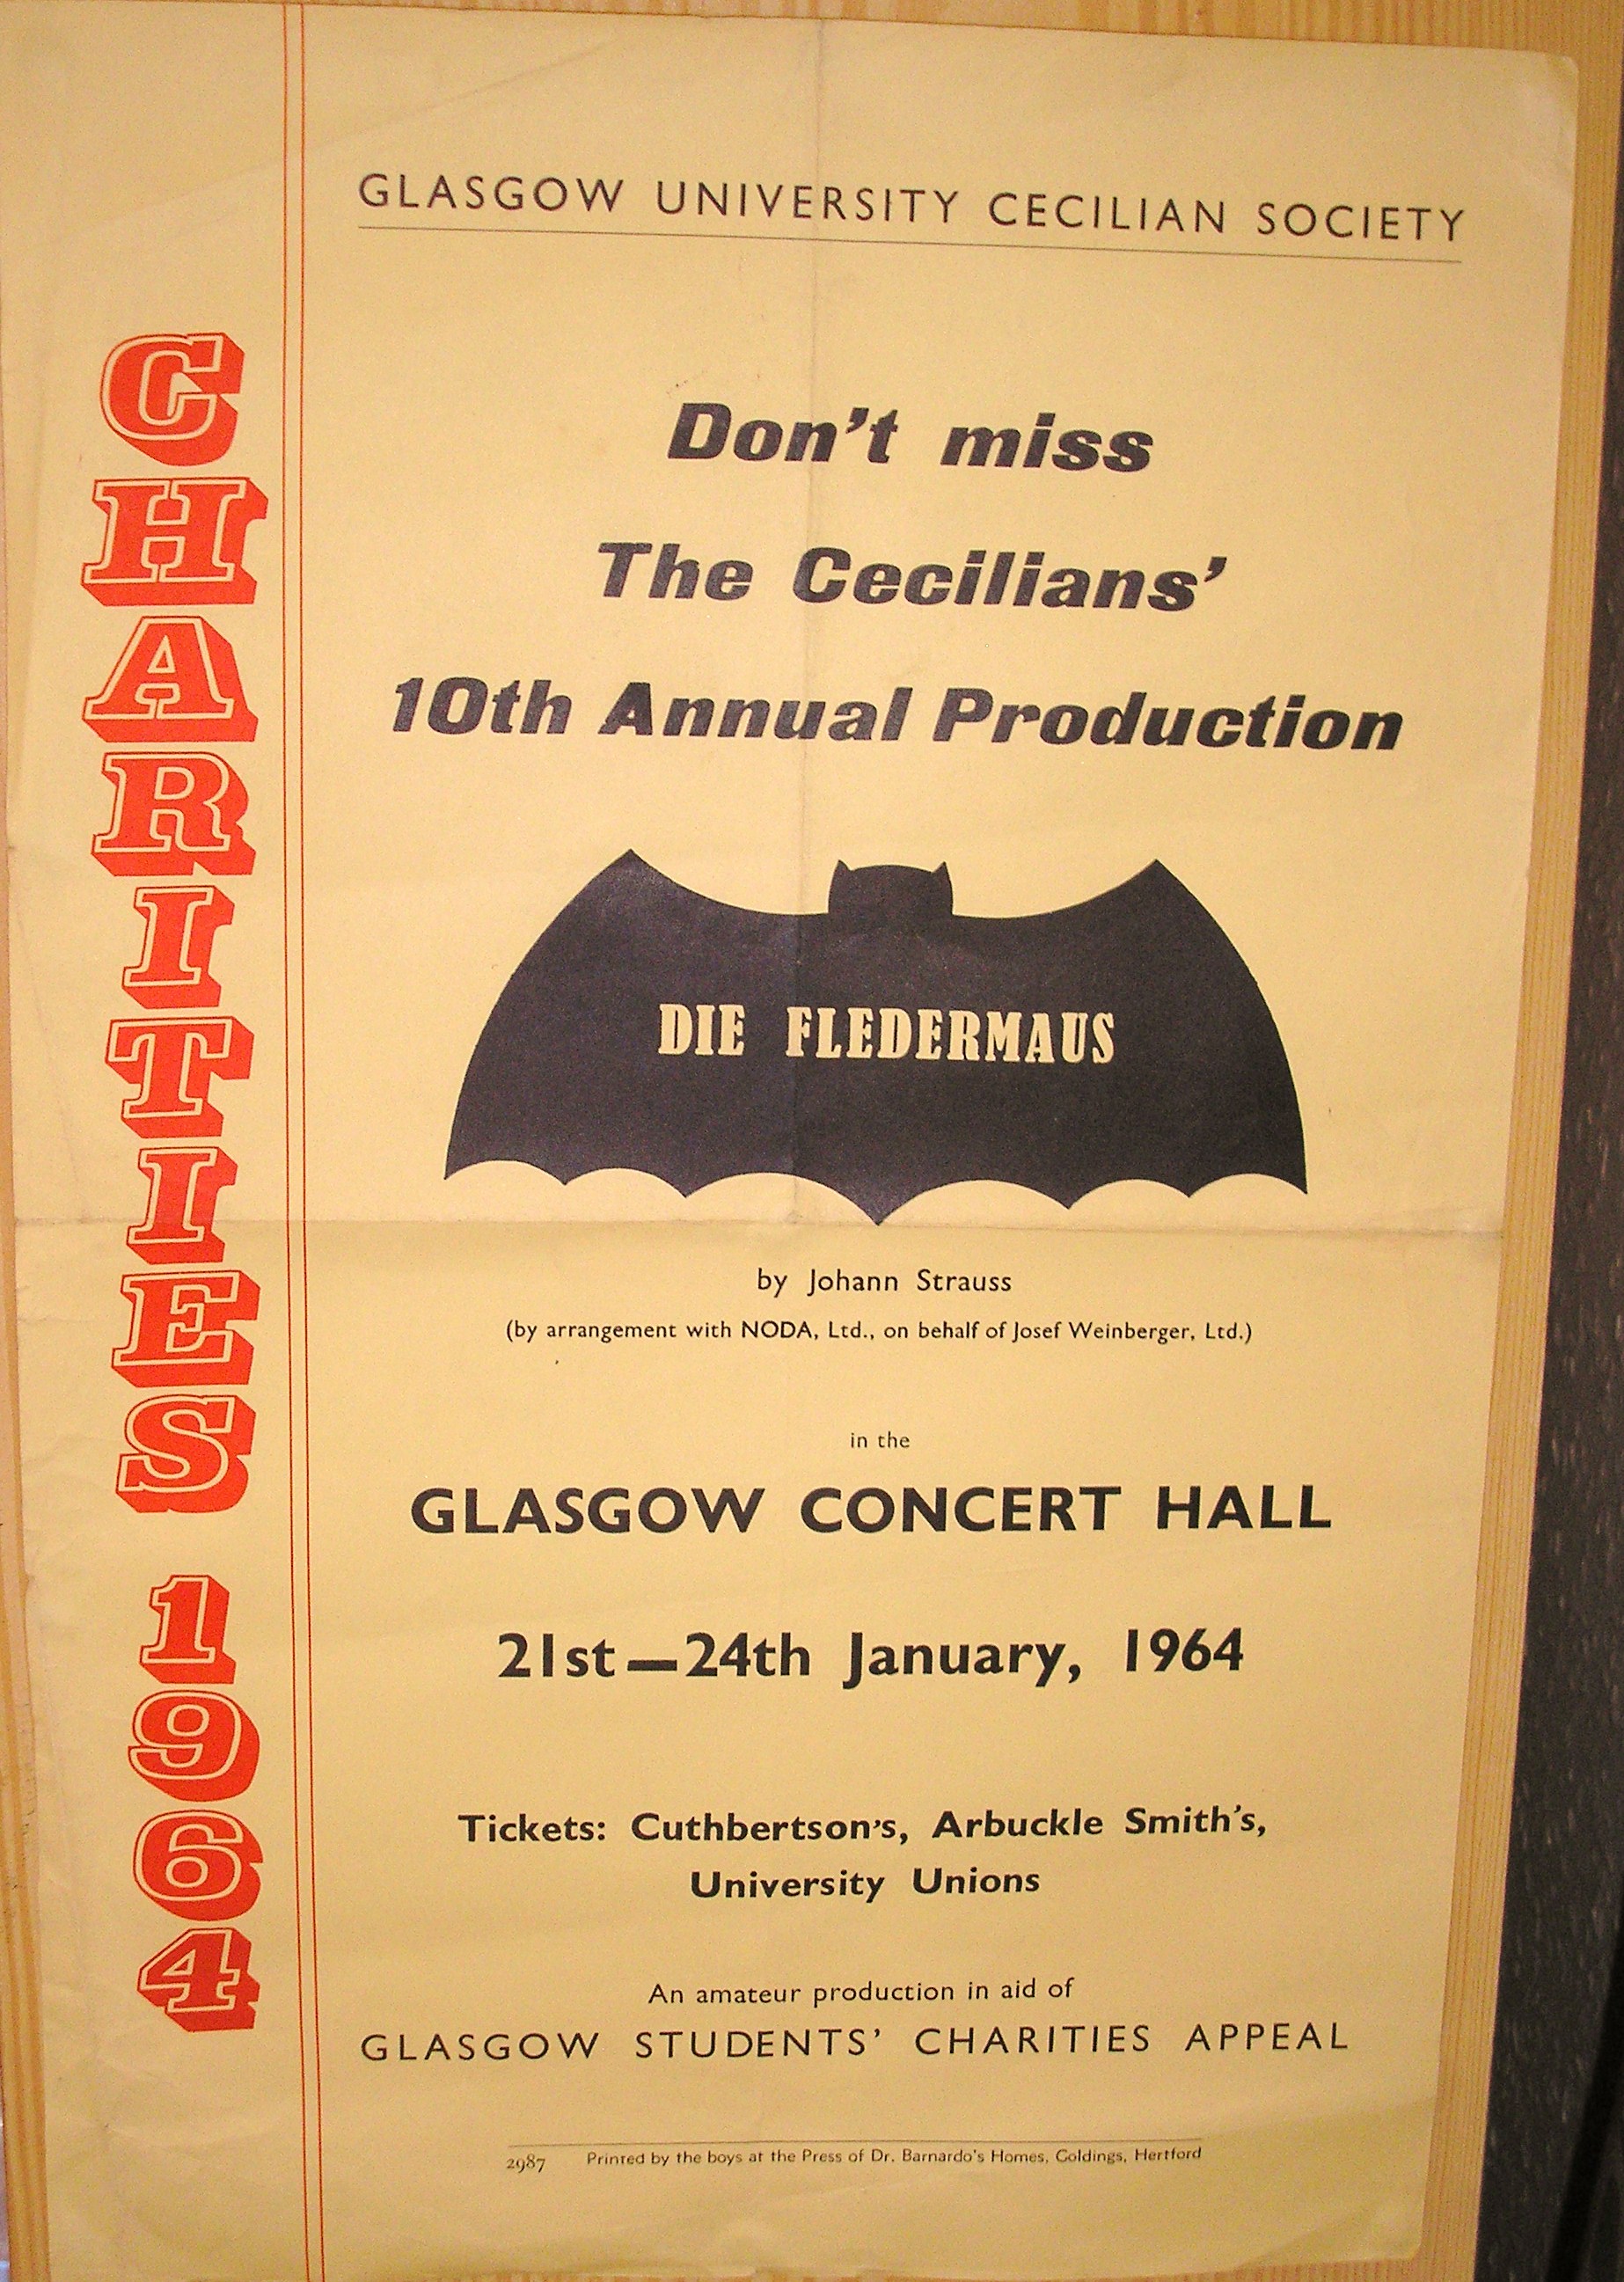 GLASGOW UNIVERSITY CECILIAN SOCIETY
CHARITIES 1964
Don't miss
The Cecilians'
10th Annual Production
DIE FLEDERMAUS
by Johann Strauss
(by arrangement with NODA, Ltd., on behalf of Josef Weinberger, Ltd.)
in the
GLASGOW CONCERT HALL
21st—24th January, 1964
Tickets: Cuthbertson's, Arbuckle Smith's,
University Unions
An amateur production in aid of
GLASGOW STUDENTS' CHARITIES APPEAL
2987 Printed by the boys at the Press of Dr. Barnardo's Homes, Goldings, Hertford